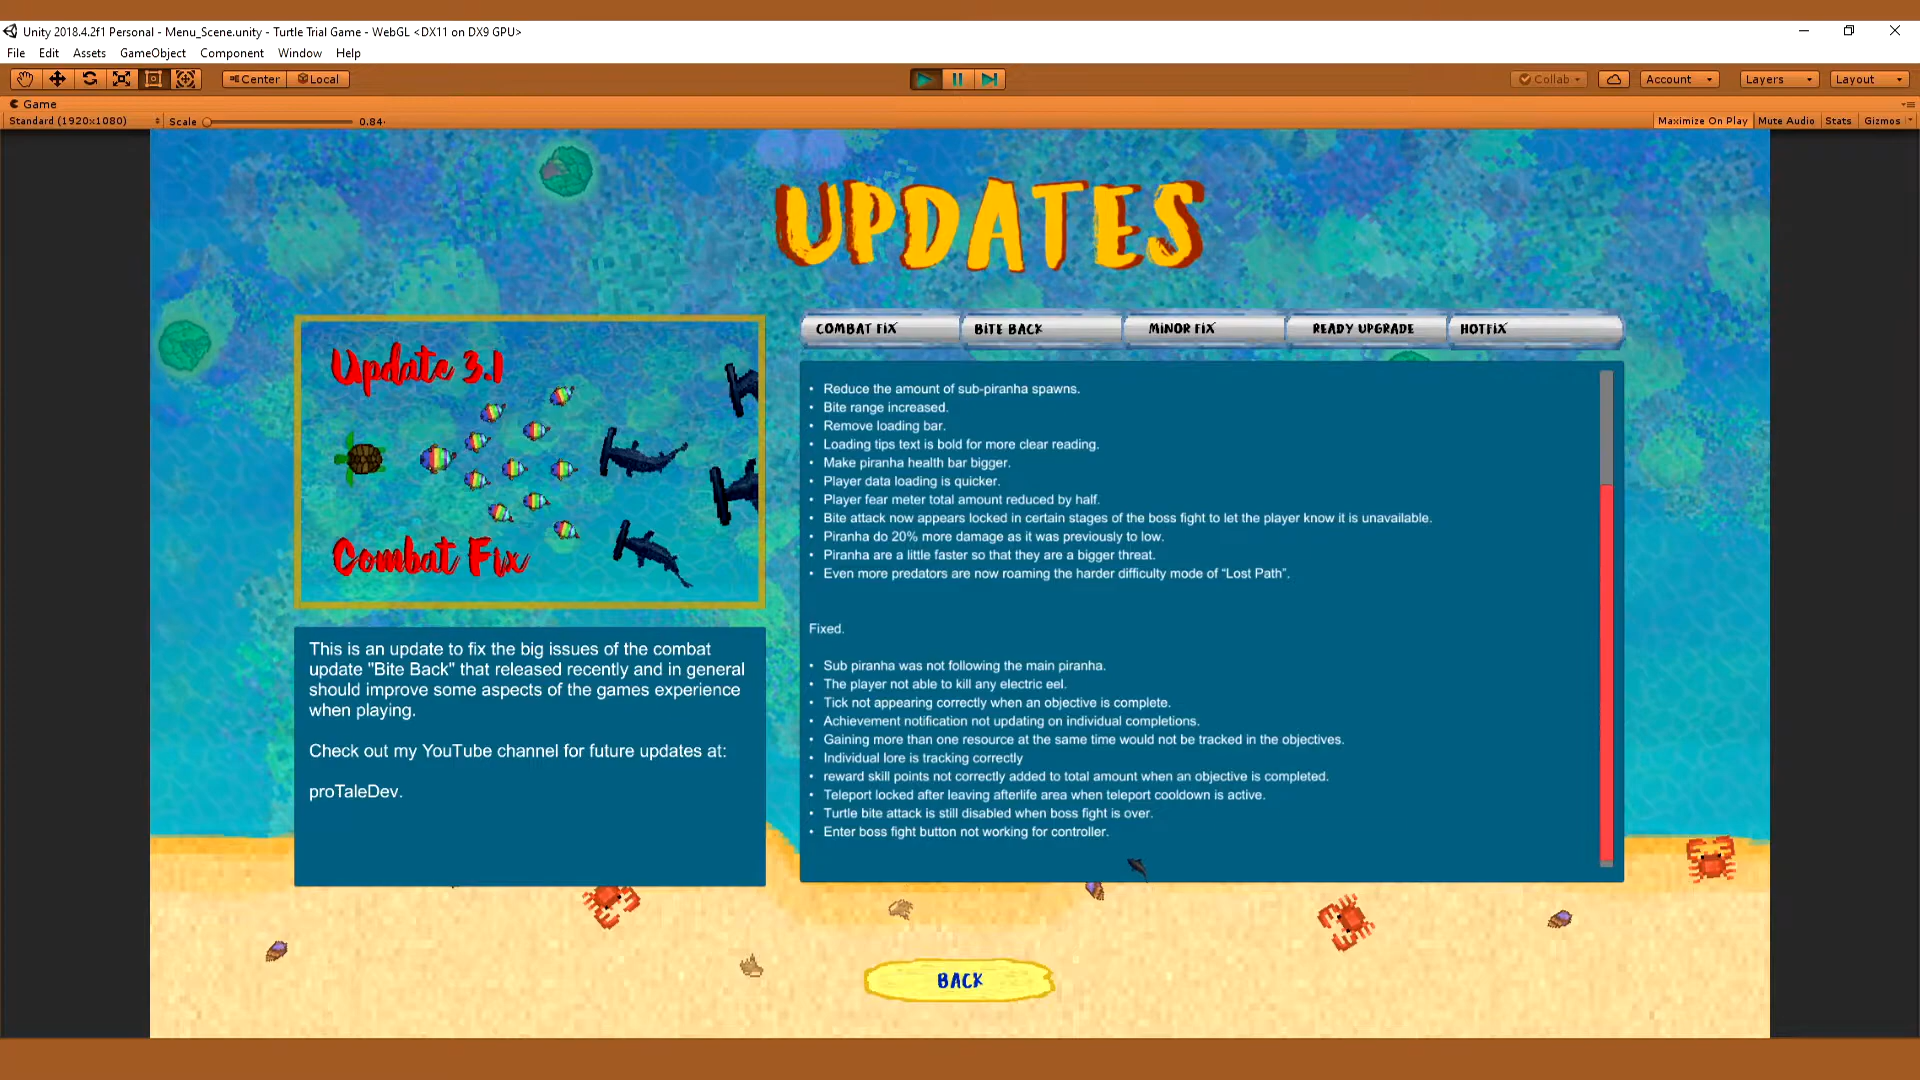 Unity 2018.4.2f1 Personal - Menu_Scene.unity - Turtle Trial Game - WebGL <DX11 on DX9 GPU>
File Edit Assets GameObject Component Window Help
Center Local Collab Account Layers Layout
Game
Standard (1920x1080) Scale 0.84 Maximize On Play Mute Audio Stats Gizmos
UPDATES
COMBAT FIX BITE BACK MINOR FIX READY UPGRADE HOTFIX
Update 3.1
Combat Fix
This is an update to fix the big issues of the combat
update "Bite Back" that released recently and in general
should improve some aspects of the games experience
when playing.
Check out my YouTube channel for future updates at:
proTaleDev.
• Reduce the amount of sub-piranha spawns.
• Bite range increased.
• Remove loading bar.
• Loading tips text is bold for more clear reading.
• Make piranha health bar bigger.
• Player data loading is quicker.
• Player fear meter total amount reduced by half.
• Bite attack now appears locked in certain stages of the boss fight to let the player know it is unavailable.
• Piranha do 20% more damage as it was previously to low.
• Piranha are a little faster so that they are a bigger threat.
• Even more predators are now roaming the harder difficulty mode of “Lost Path”.
Fixed.
• Sub piranha was not following the main piranha.
• The player not able to kill any electric eel.
• Tick not appearing correctly when an objective is complete.
• Achievement notification not updating on individual completions.
• Gaining more than one resource at the same time would not be tracked in the objectives.
• Individual lore is tracking correctly
• reward skill points not correctly added to total amount when an objective is completed.
• Teleport locked after leaving afterlife area when teleport cooldown is active.
• Turtle bite attack is still disabled when boss fight is over.
• Enter boss fight button not working for controller.
BACK